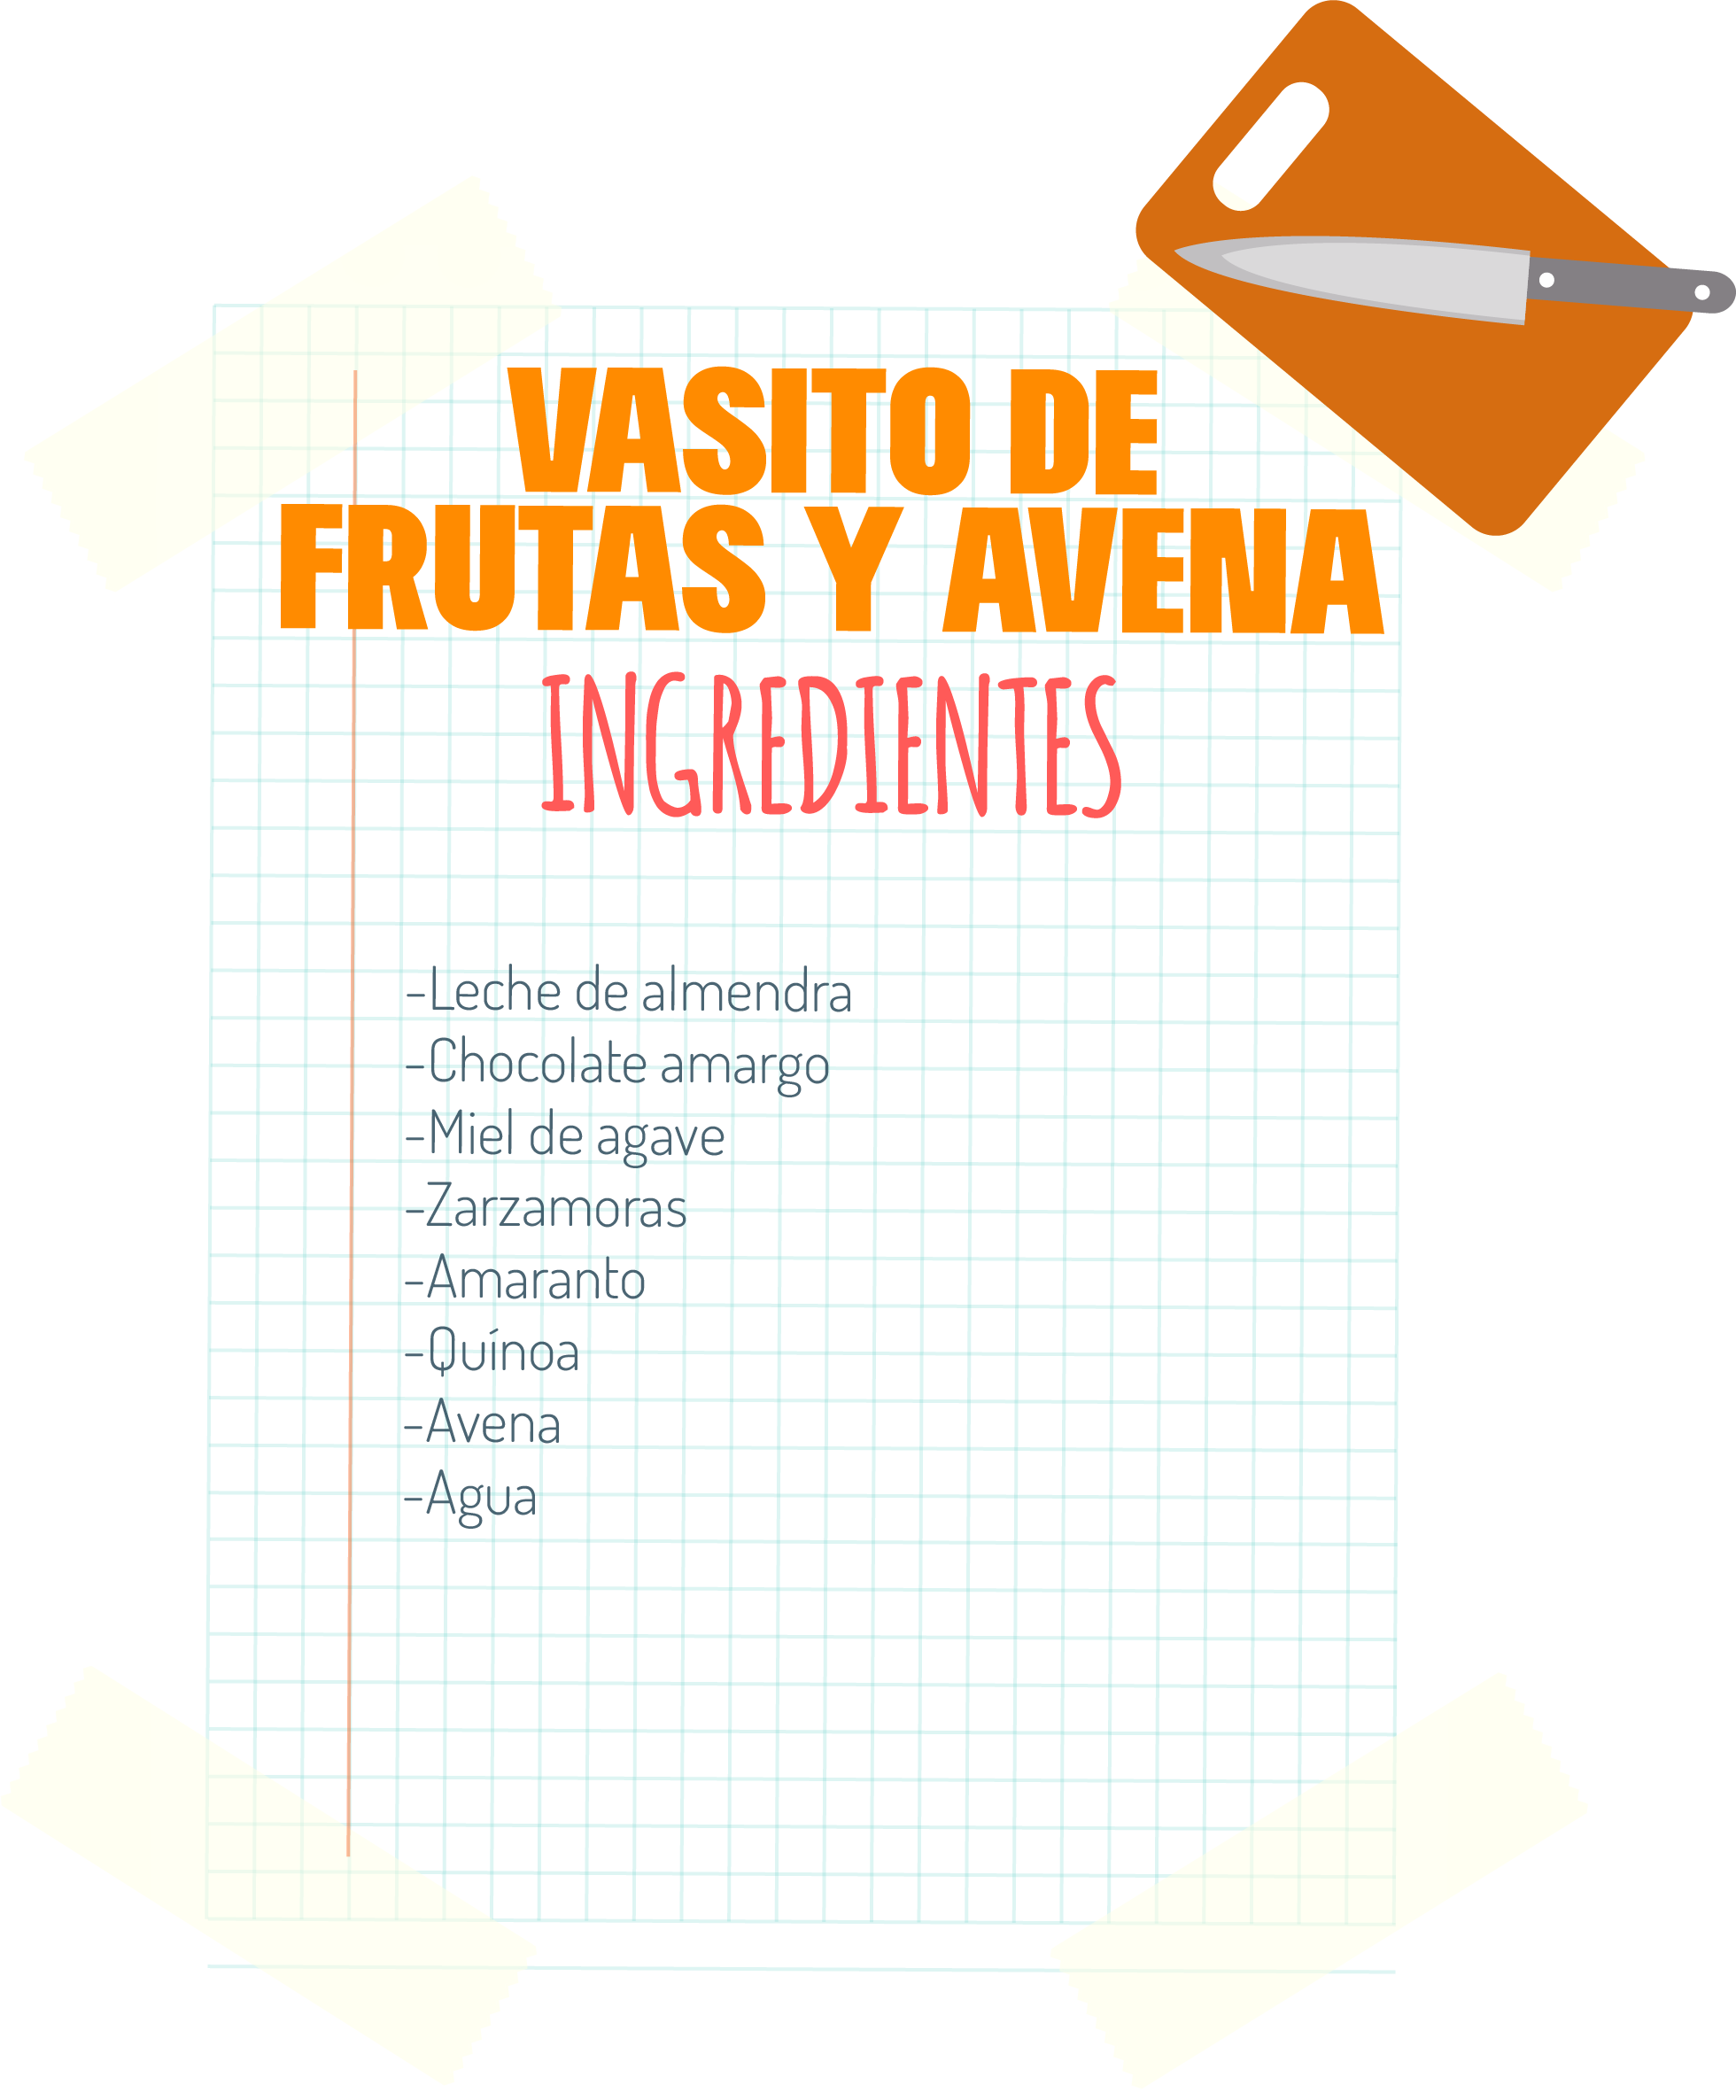 VASITO DE
FRUTAS Y AVENA
INGREDIENTES
-Leche de almendra
-Chocolate amargo
-Miel de agave
-Zarzamoras
-Amaranto
-Quínoa
-Avena
-Agua